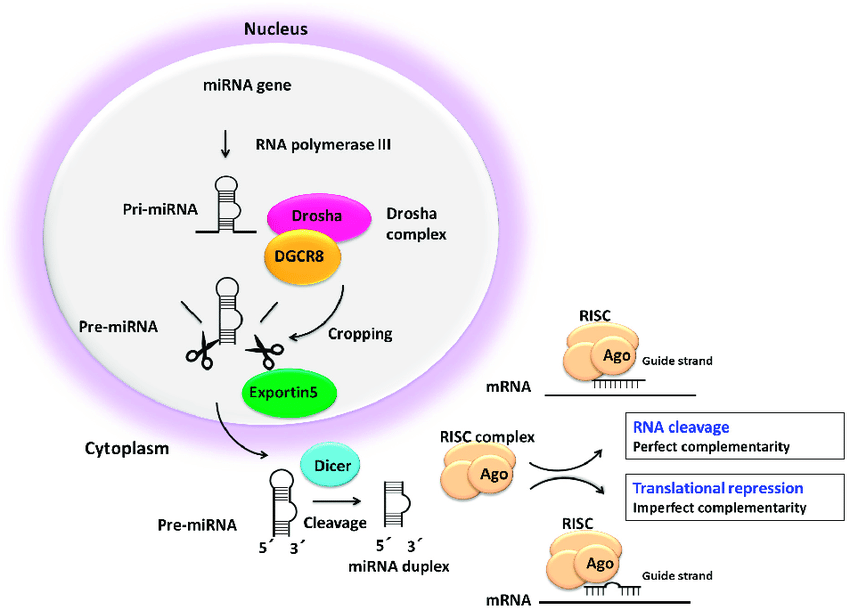 Nucleus
miRNA gene
RNA polymerase III
Pri-miRNA
Drosha
Drosha
complex
DGCR8
Pre-miRNA
Cropping
Exportin5
Cytoplasm
Dicer
Pre-miRNA
Cleavage
5´ 3´
5´ 3´
miRNA duplex
RISC
Ago
Guide strand
mRNA
RISC complex
Ago
RNA cleavage
Perfect complementarity
Translational repression
Imperfect complementarity
RISC
Ago
Guide strand
mRNA